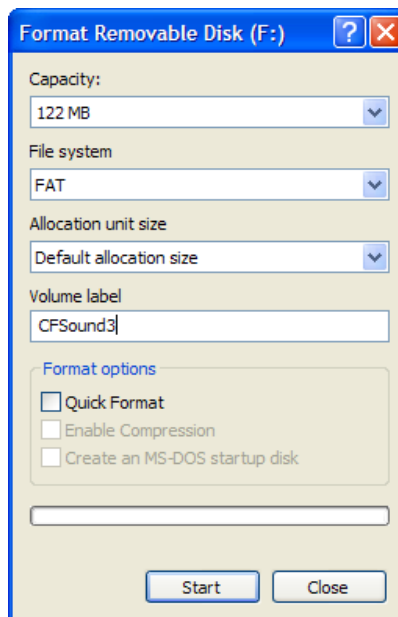 Format Removable Disk (F:)
Capacity:
122 MB
File system
FAT
Allocation unit size
Default allocation size
Volume label
CFSound3
Format options
Quick Format
Enable Compression
Create an MS-DOS startup disk
Start Close